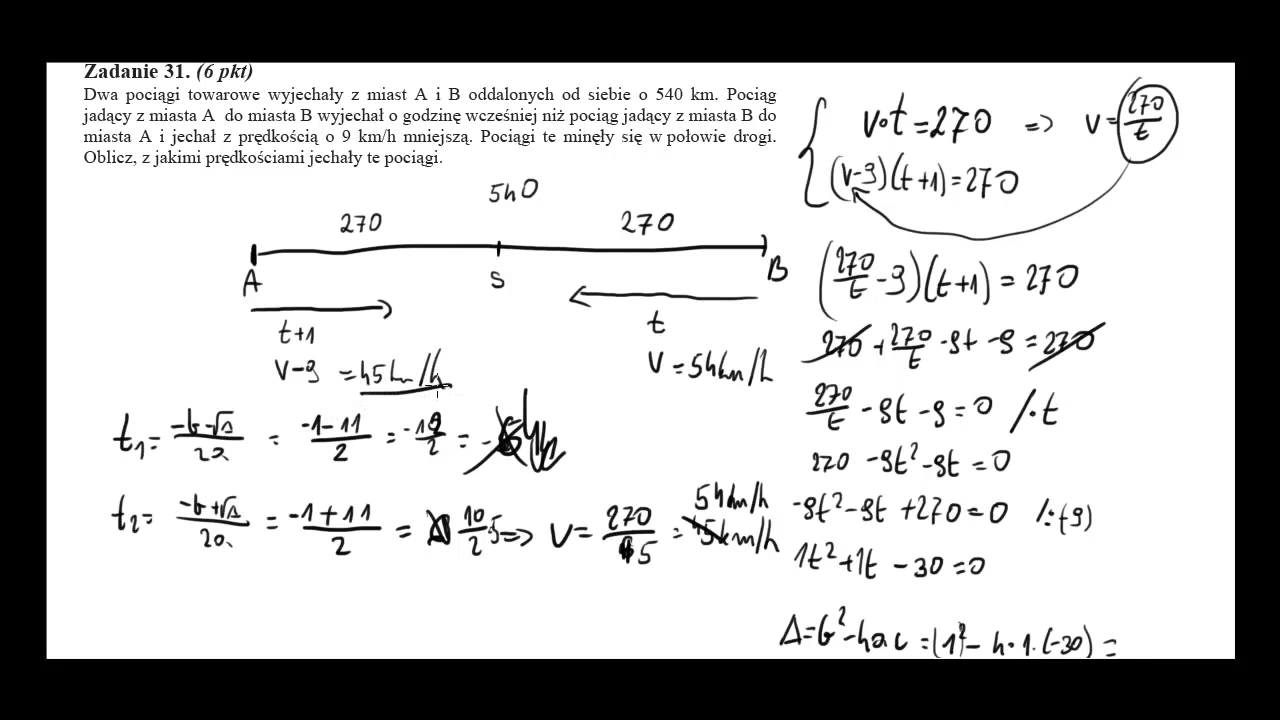 Zadanie 31. (6 pkt)
Dwa pociągi towarowe wyjechały z miast A i B oddalonych od siebie o 540 km. Pociąg
jadący z miasta A do miasta B wyjechał o godzinę wcześniej niż pociąg jadący z miasta B do
miasta A i jechał z prędkością o 9 km/h mniejszą. Pociągi te minęły się w połowie drogi.
Oblicz, z jakimi prędkościami jechały te pociągi.
540
270 270
A S B
t+1 t
v-9 = 45km/h V = 54km/h
t₁ = (-b-√Δ)/2a = (-1-11)/2 = -12/2 =
t₂ = (-b+√Δ)/2a = (-1+11)/2 = 10/2 = 5 => V = 270/5 = 54km/h
v·t = 270 => v = 270/t
(v-9)(t+1) = 270
(270/t - 9)(t+1) = 270
270 + 270/t - 9t - 9 = 270
270/t - 9t - 9 = 0 /·t
270 - 9t² - 9t = 0
-9t² - 9t + 270 = 0 /:(-9)
1t² + 1t - 30 = 0
Δ = b² - 4ac = (1)² - 4·1·(-30) =